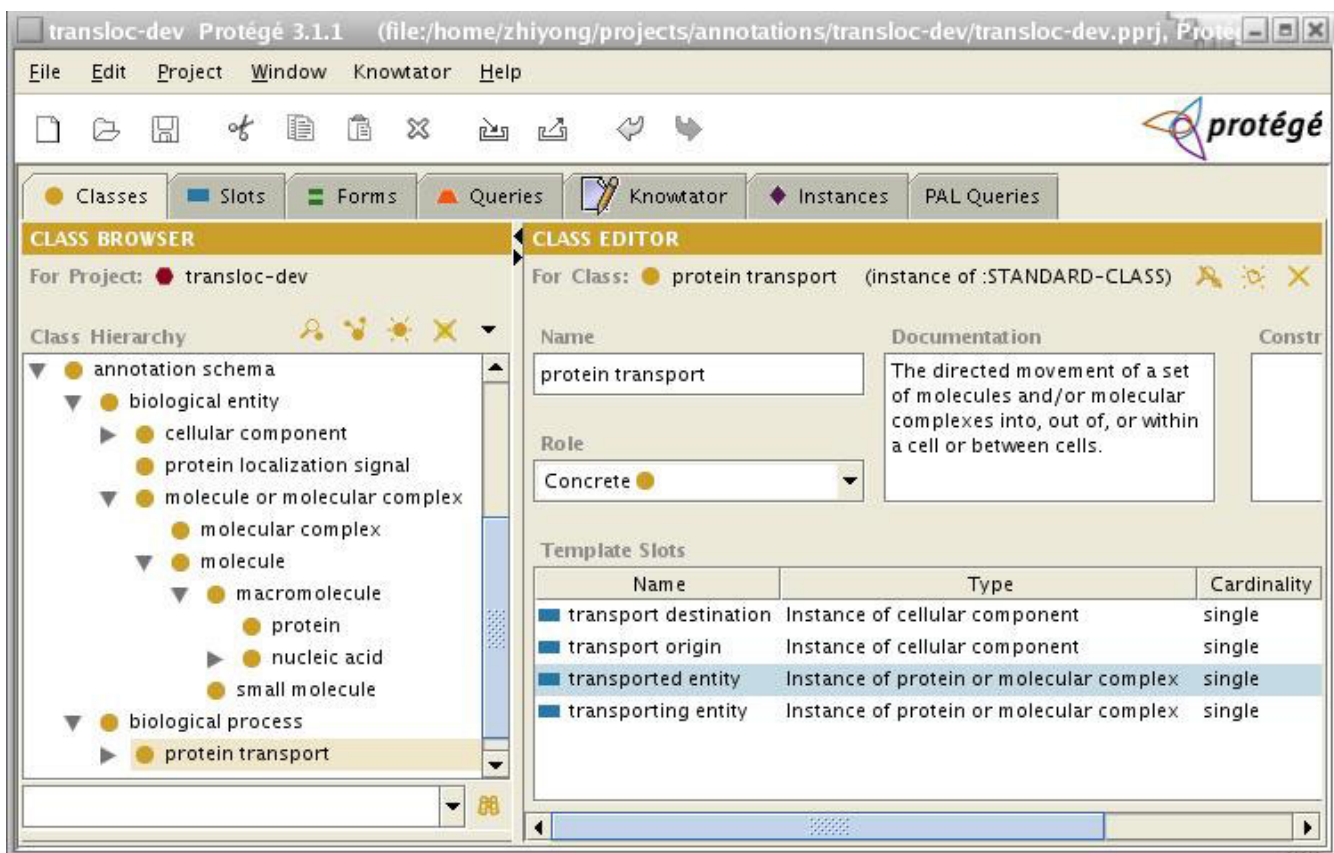 transloc-dev Protégé 3.1.1 (file:/home/zhiyong/projects/annotations/transloc-dev/transloc-dev.pprj,
File Edit Project Window Knowtator Help
protégé
Classes Slots Forms Queries Knowtator Instances PAL Queries
CLASS BROWSER
For Project: transloc-dev
Class Hierarchy
annotation schema
biological entity
cellular component
protein localization signal
molecule or molecular complex
molecular complex
molecule
macromolecule
protein
nucleic acid
small molecule
biological process
protein transport
CLASS EDITOR
For Class: protein transport (instance of :STANDARD-CLASS)
Name
protein transport
Role
Concrete
Documentation
The directed movement of a set
of molecules and/or molecular
complexes into, out of, or within
a cell or between cells.
Constr
Template Slots
Name Type Cardinality
transport destination Instance of cellular component single
transport origin Instance of cellular component single
transported entity Instance of protein or molecular complex single
transporting entity Instance of protein or molecular complex single